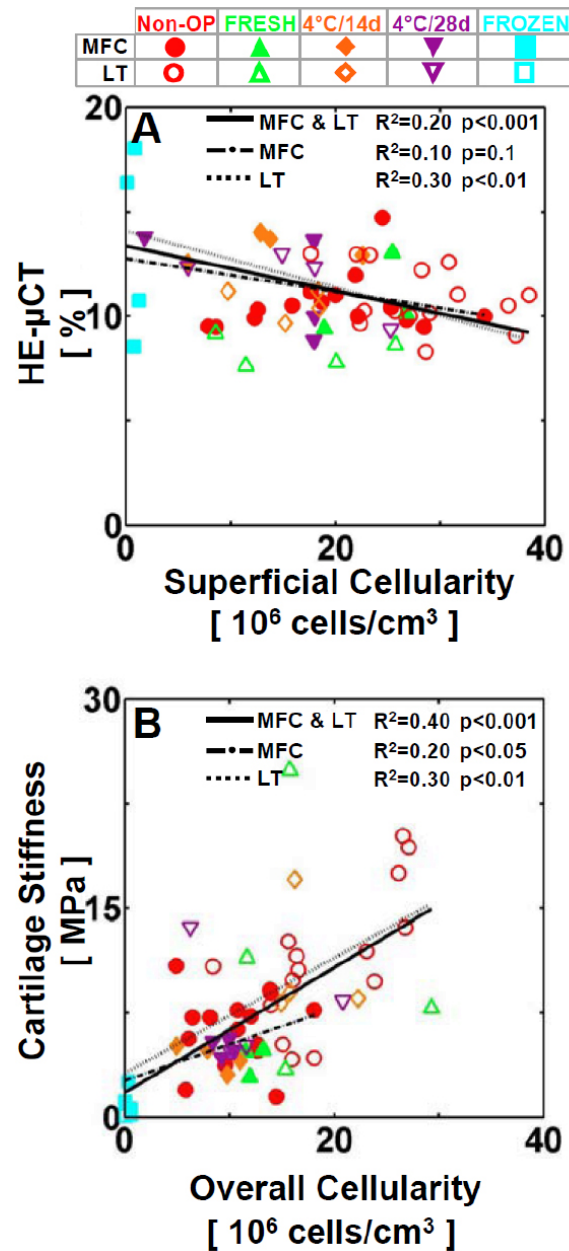 Non-OP FRESH 4°C/14d 4°C/28d FROZEN
MFC
LT
A
MFC & LT R²=0.20 p<0.001
MFC R²=0.10 p=0.1
LT R²=0.30 p<0.01
20
10
0
HE-µCT
[ % ]
0 20 40
Superficial Cellularity
[ 10⁶ cells/cm³ ]
B
MFC & LT R²=0.40 p<0.001
MFC R²=0.20 p<0.05
LT R²=0.30 p<0.01
30
15
0
Cartilage Stiffness
[ MPa ]
0 20 40
Overall Cellularity
[ 10⁶ cells/cm³ ]